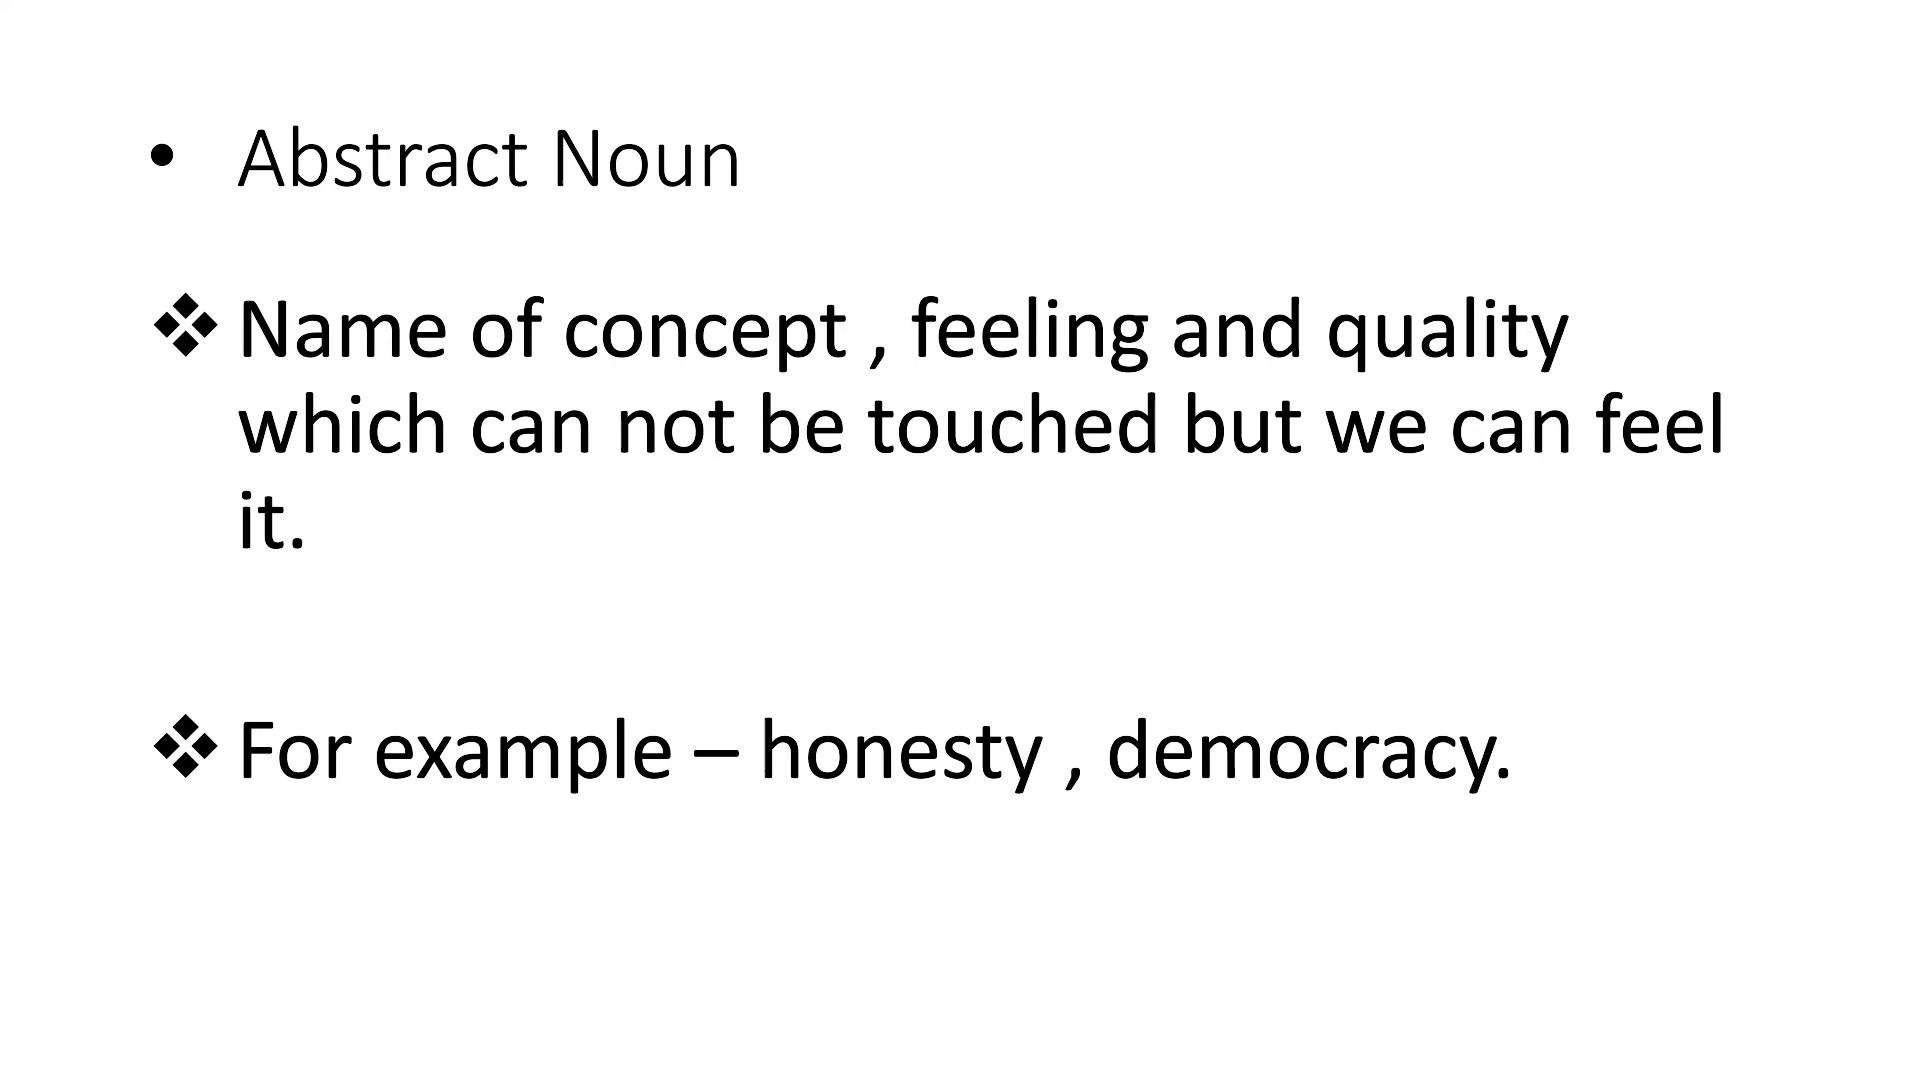 • Abstract Noun
❖ Name of concept , feeling and quality
which can not be touched but we can feel
it.
❖ For example – honesty , democracy.